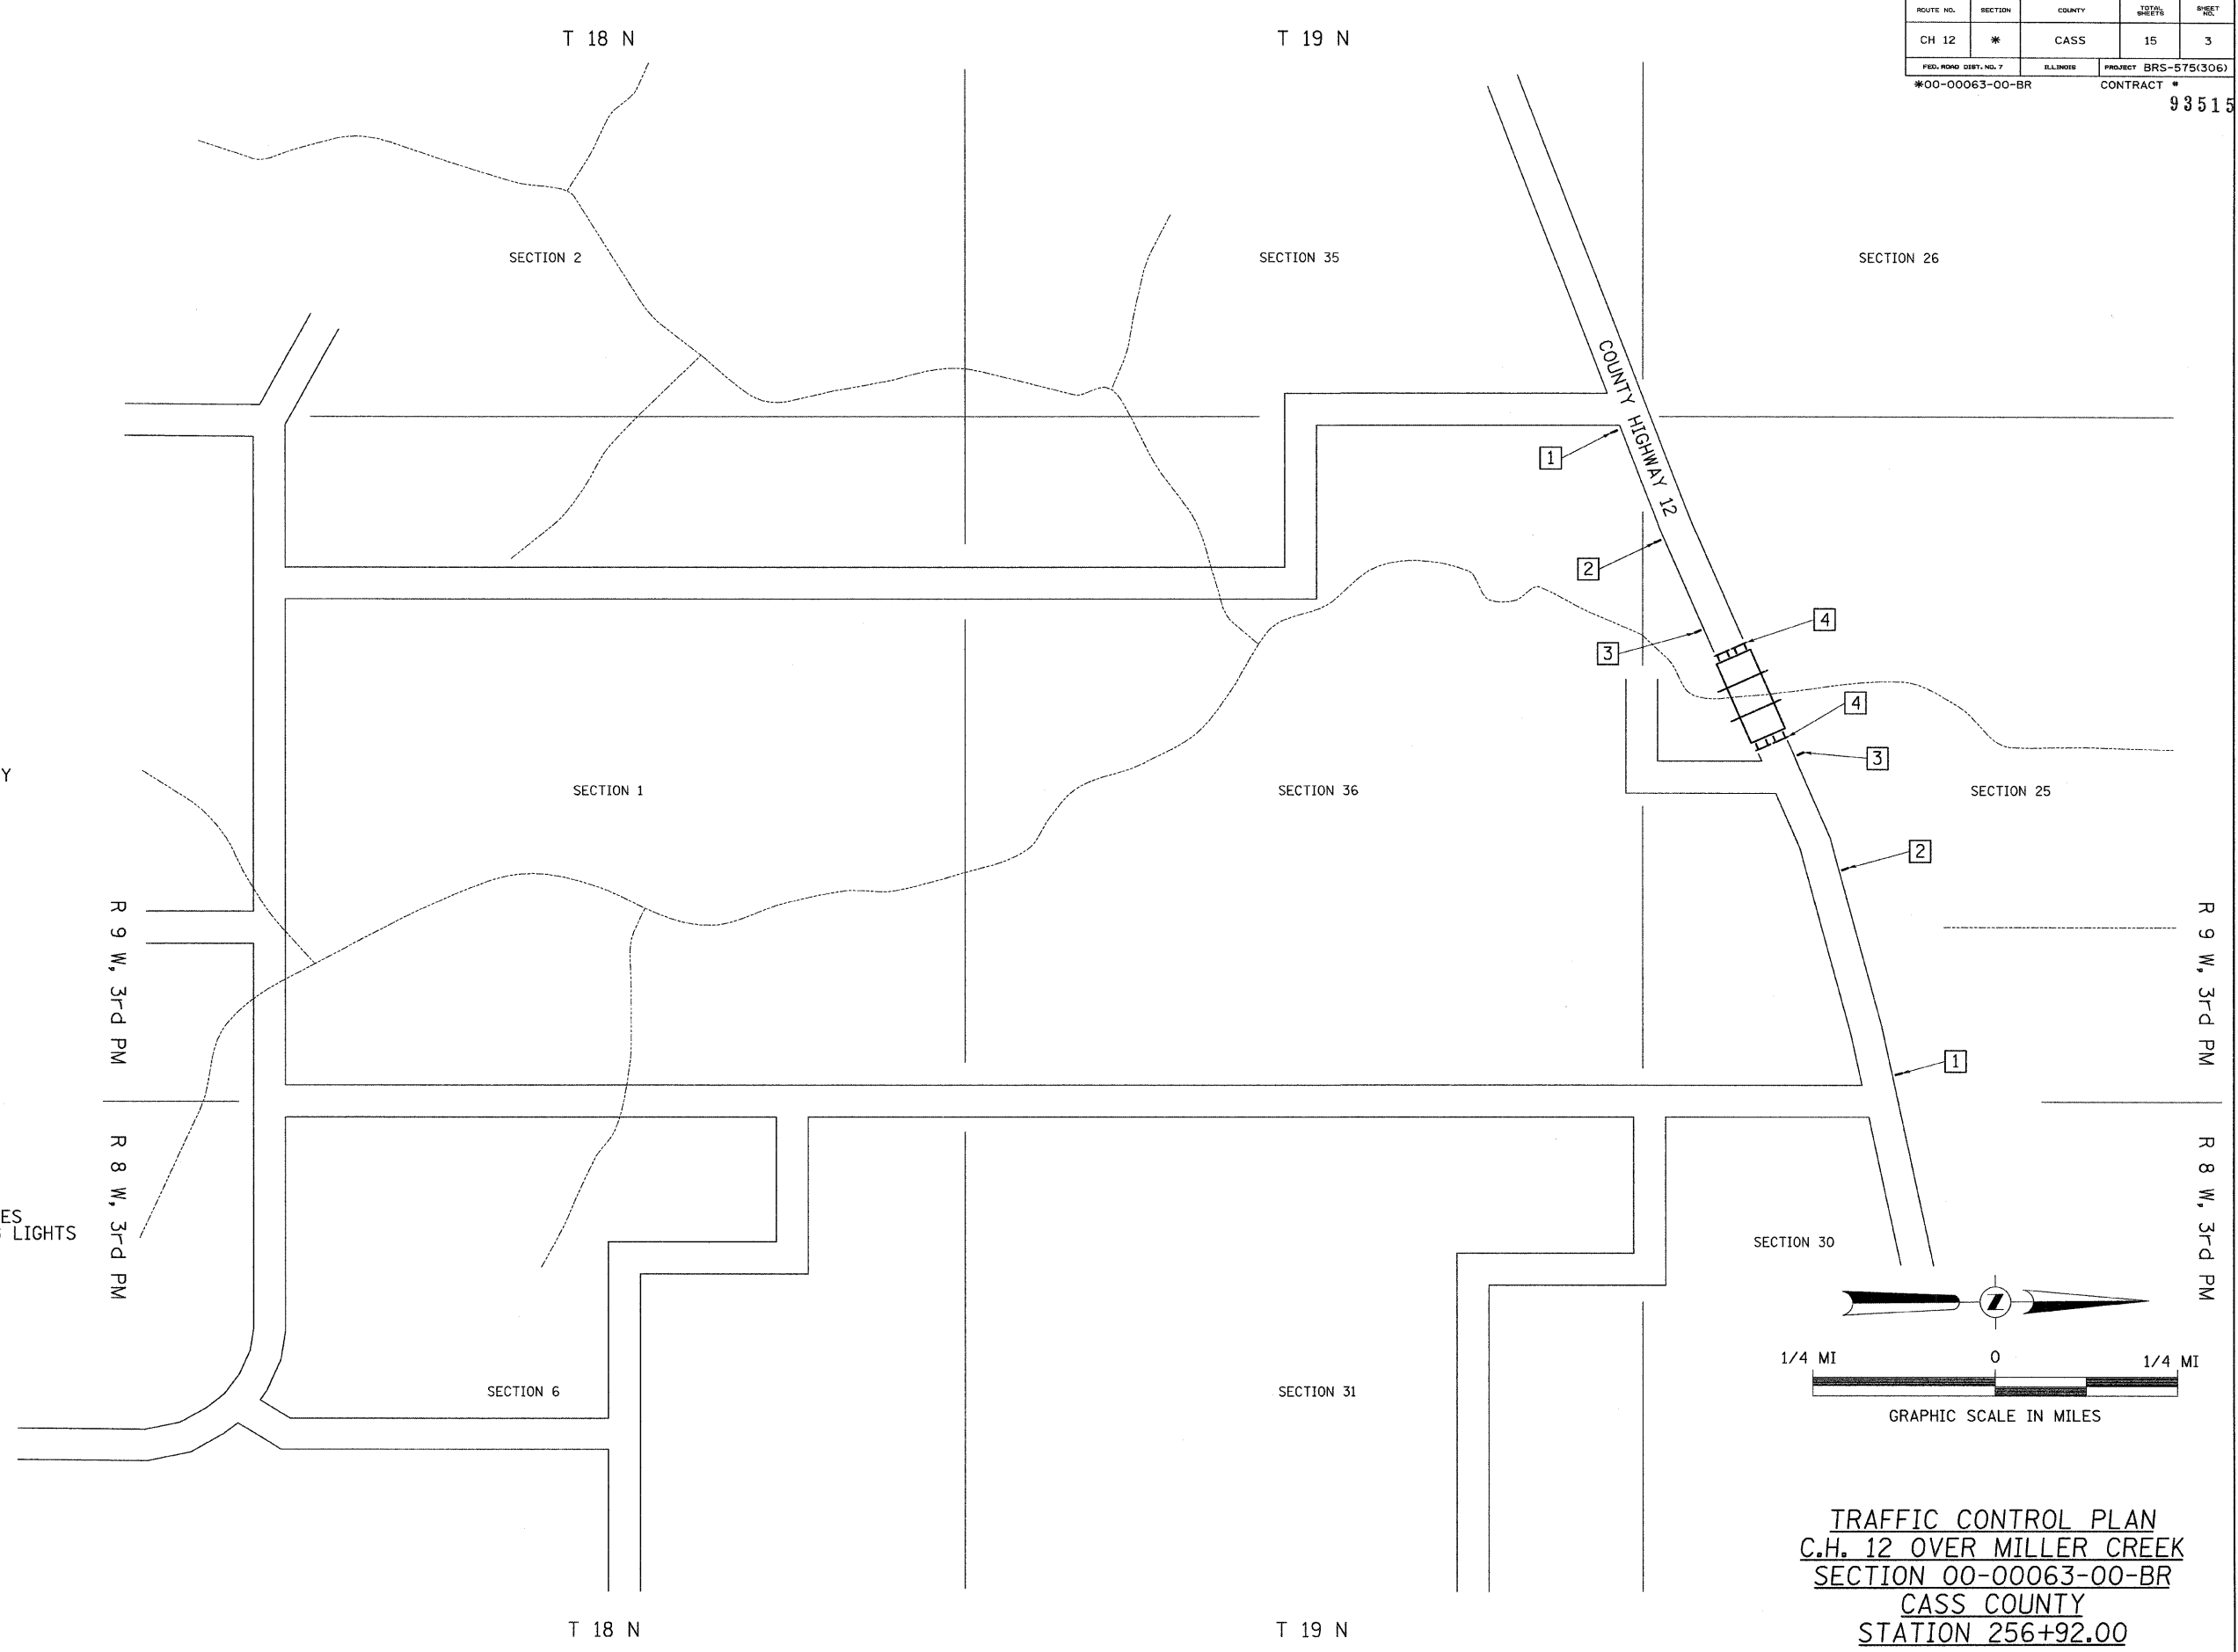 ROUTE NO. SECTION COUNTY TOTAL SHEETS SHEET NO.
CH 12 * CASS 15 3
FED. ROAD DIST. NO. 7 ILLINOIS PROJECT BRS-575(306)
*00-00063-00-BR CONTRACT #
93515
T 18 N T 19 N
SECTION 2 SECTION 35 SECTION 26
COUNTY HIGHWAY 12
1
2
3
4
4
3
Y
SECTION 1 SECTION 36 SECTION 25
2
R 9 W, 3rd PM
R 9 W, 3rd PM
1
R 8 W, 3rd PM
R 8 W, 3rd PM
ES
LIGHTS
SECTION 30
Z
1/4 MI 0 1/4 MI
GRAPHIC SCALE IN MILES
SECTION 6 SECTION 31
TRAFFIC CONTROL PLAN
C.H. 12 OVER MILLER CREEK
SECTION 00-00063-00-BR
CASS COUNTY
STATION 256+92.00
T 18 N T 19 N